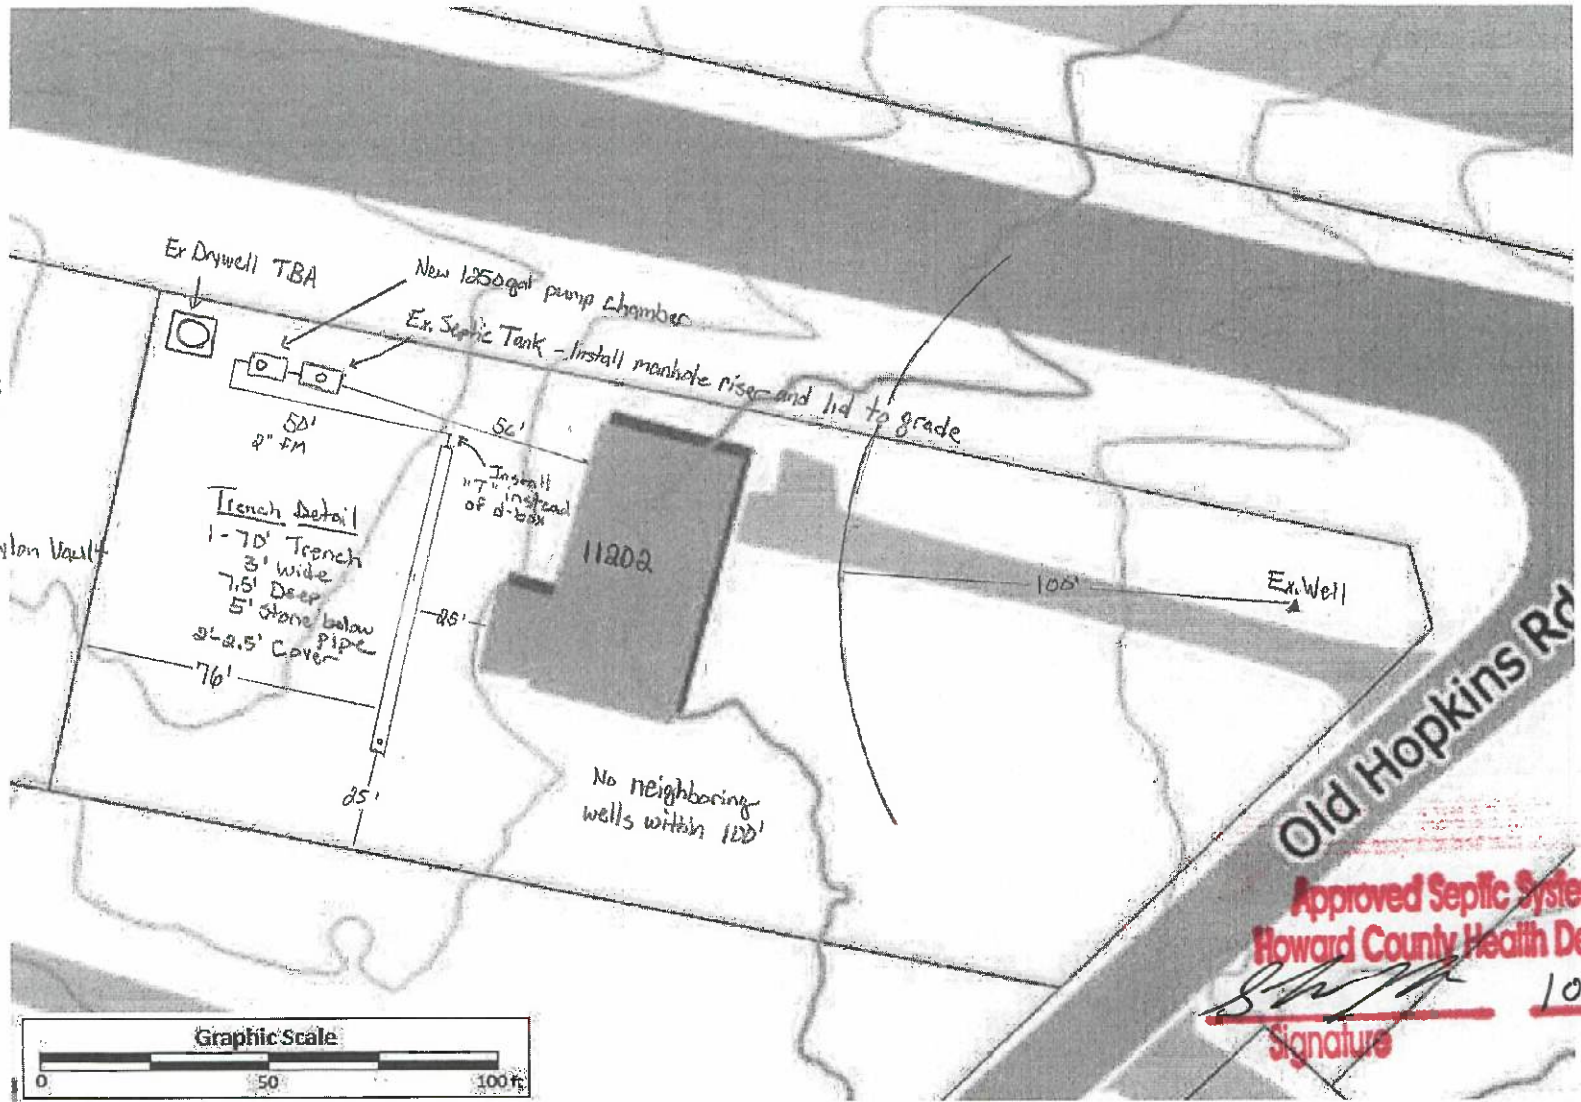 Ex Drywell TBA
New 1250gal pump chamber
Ex. Septic Tank - Install manhole riser and lid to grade
50'
2" FM
Install
"T" instead
of d-box
Trench Detail
1-70' Trench
3' wide
7.5' Deep
5' stone below
Pipe
2'-2.5' Cover
Vault
76'
25'
25'
11202
100'
Ex. Well
No neighboring
wells within 100'
Old Hopkins Rd
Approved Septic Syste
Howard County Health De
10
Signature
Graphic Scale
0 50 100 ft